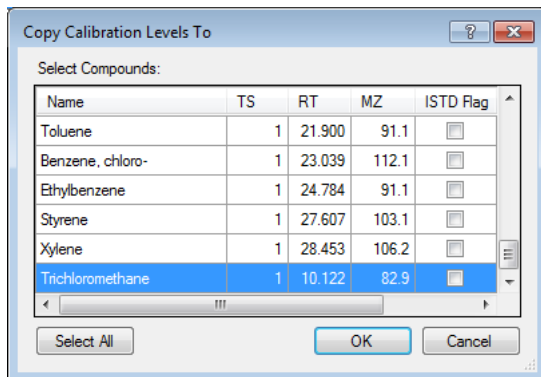 Copy Calibration Levels To
Select Compounds:
Name TS RT MZ ISTD Flag
Toluene 1 21.900 91.1
Benzene, chloro- 1 23.039 112.1
Ethylbenzene 1 24.784 91.1
Styrene 1 27.607 103.1
Xylene 1 28.453 106.2
Trichloromethane 1 10.122 82.9
Select All OK Cancel